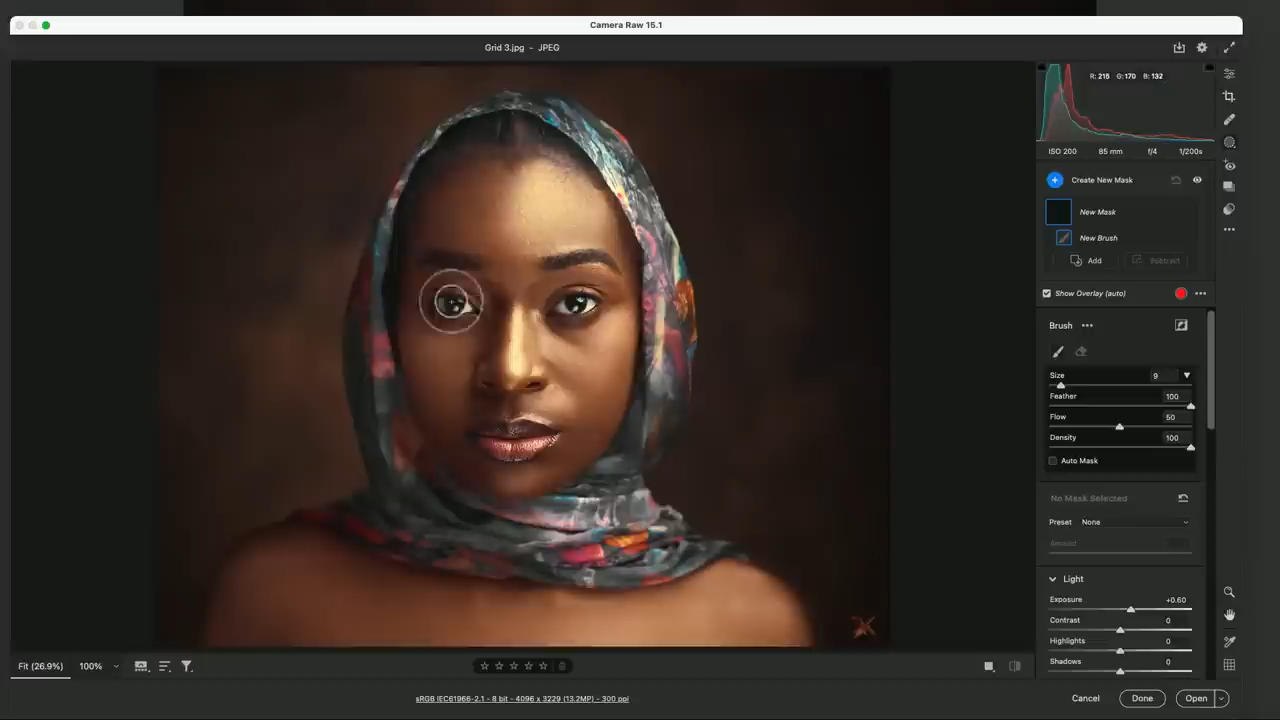 Camera Raw 15.1
Grid 3.jpg - JPEG
R: 215 G: 170 B: 132
ISO 200 85 mm f/4 1/200s
Create New Mask
New Mask
New Brush
Add Subtract
Show Overlay (auto)
Brush
Size 9
Feather 100
Flow 50
Density 100
Auto Mask
No Mask Selected
Preset None
Amount
Light
Exposure +0.60
Contrast 0
Highlights 0
Shadows 0
Fit (26.9%) 100%
sRGB IEC61966-2.1 - 8 bit - 4096 x 3229 (13.2MP) - 300 ppi
Cancel Done Open